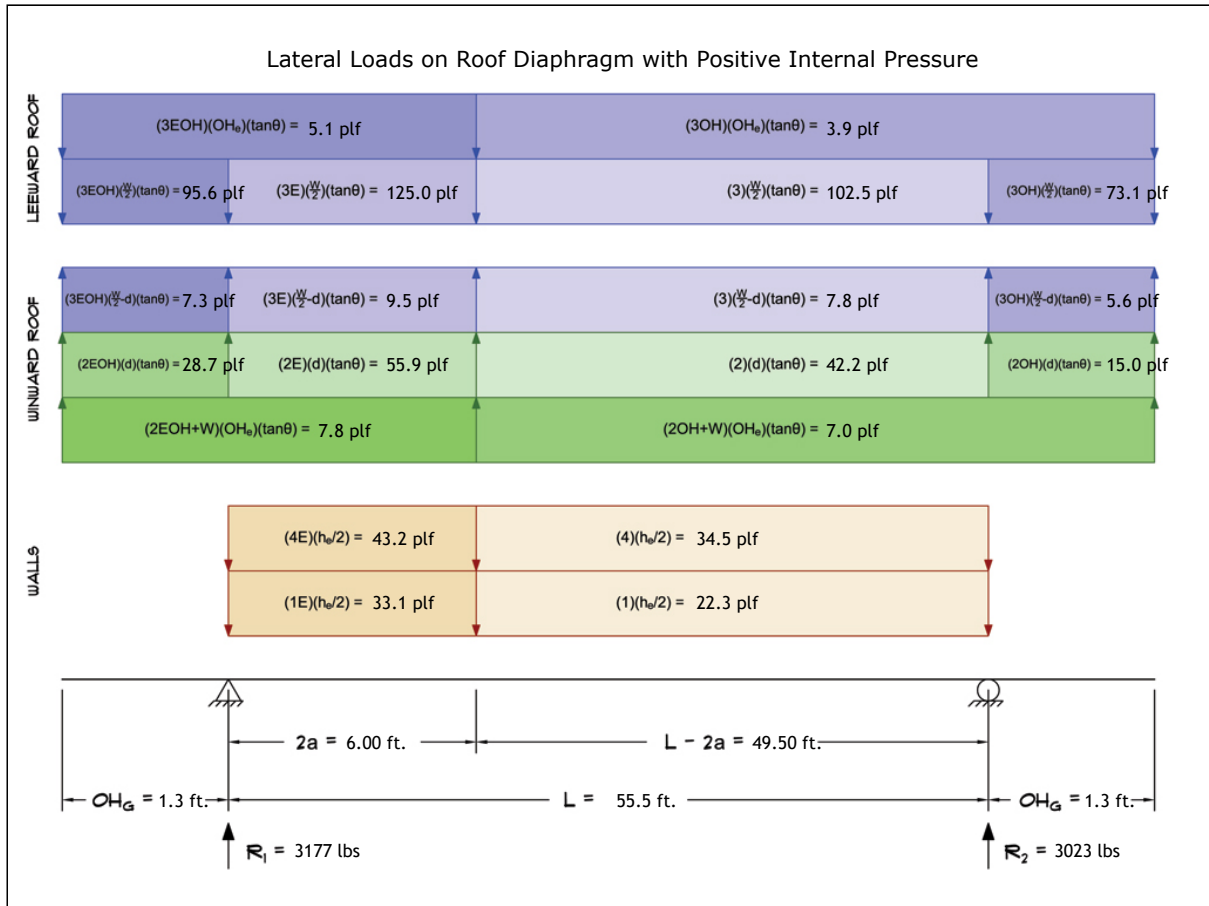 Lateral Loads on Roof Diaphragm with Positive Internal Pressure
LEEWARD ROOF
(3EOH)(OHₑ)(tanθ) = 5.1 plf
(3OH)(OHₑ)(tanθ) = 3.9 plf
(3EOH)(W/2)(tanθ) = 95.6 plf
(3E)(W/2)(tanθ) = 125.0 plf
(3)(W/2)(tanθ) = 102.5 plf
(3OH)(W/2)(tanθ) = 73.1 plf
WINWARD ROOF
(3EOH)(W/2-d)(tanθ) = 7.3 plf
(3E)(W/2-d)(tanθ) = 9.5 plf
(3)(W/2-d)(tanθ) = 7.8 plf
(3OH)(W/2-d)(tanθ) = 5.6 plf
(2EOH)(d)(tanθ) = 28.7 plf
(2E)(d)(tanθ) = 55.9 plf
(2)(d)(tanθ) = 42.2 plf
(2OH)(d)(tanθ) = 15.0 plf
(2EOH+W)(OHₑ)(tanθ) = 7.8 plf
(2OH+W)(OHₑ)(tanθ) = 7.0 plf
WALLS
(4E)(hₑ/2) = 43.2 plf
(4)(hₑ/2) = 34.5 plf
(1E)(hₑ/2) = 33.1 plf
(1)(hₑ/2) = 22.3 plf
2a = 6.00 ft.
L - 2a = 49.50 ft.
OH_G = 1.3 ft.
L = 55.5 ft.
OH_G = 1.3 ft.
R₁ = 3177 lbs
R₂ = 3023 lbs